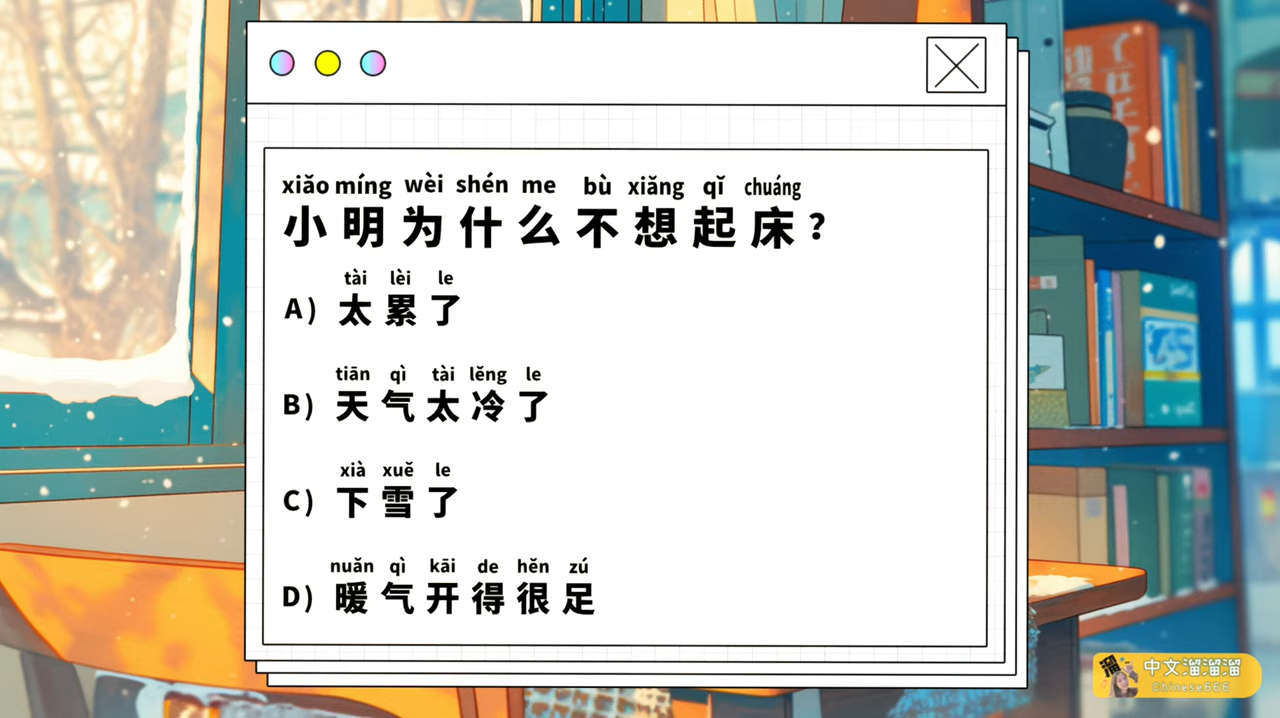 xiǎo míng wèi shén me bù xiǎng qǐ chuáng
小明为什么不想起床？
tài lèi le
A) 太累了
tiān qì tài lěng le
B) 天气太冷了
xià xuě le
C) 下雪了
nuǎn qì kāi de hěn zú
D) 暖气开得很足
溜
中文溜溜溜
Chinese666